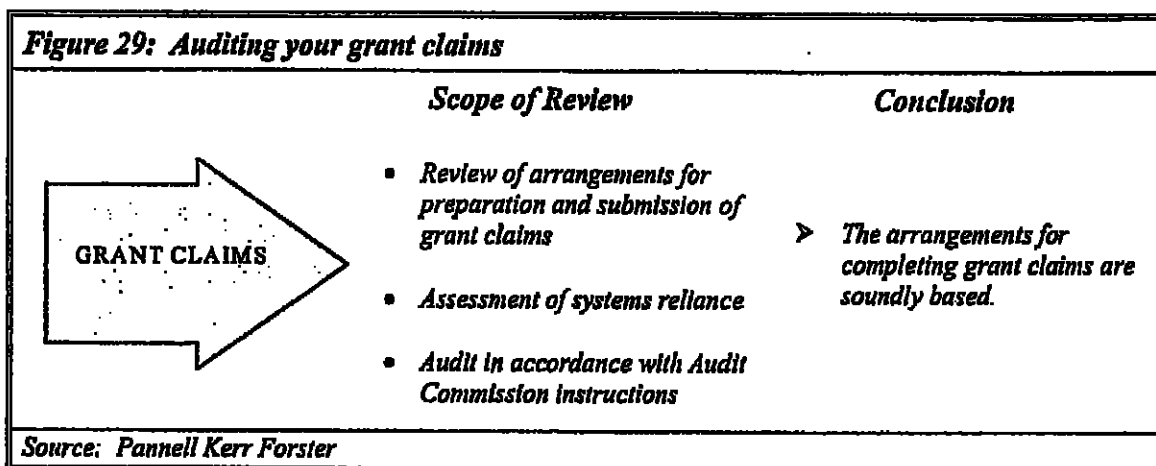 Figure 29: Auditing your grant claims
Scope of Review
Conclusion
GRANT CLAIMS
• Review of arrangements for
preparation and submission of
grant claims
• Assessment of systems reliance
• Audit in accordance with Audit
Commission instructions
➤ The arrangements for
completing grant claims are
soundly based.
Source: Pannell Kerr Forster